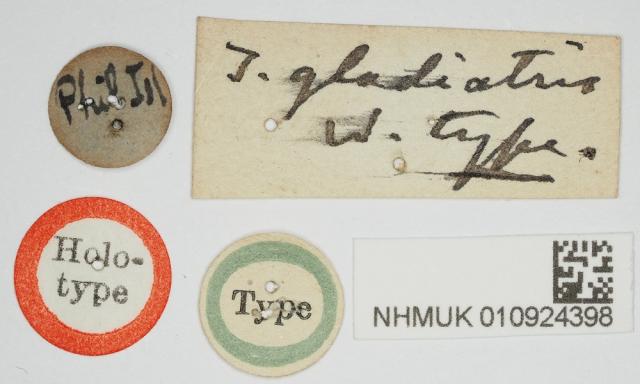 Phil. Isl
J. gladiatrix
W. type.
Holo-
type
Type
NHMUK 010924398